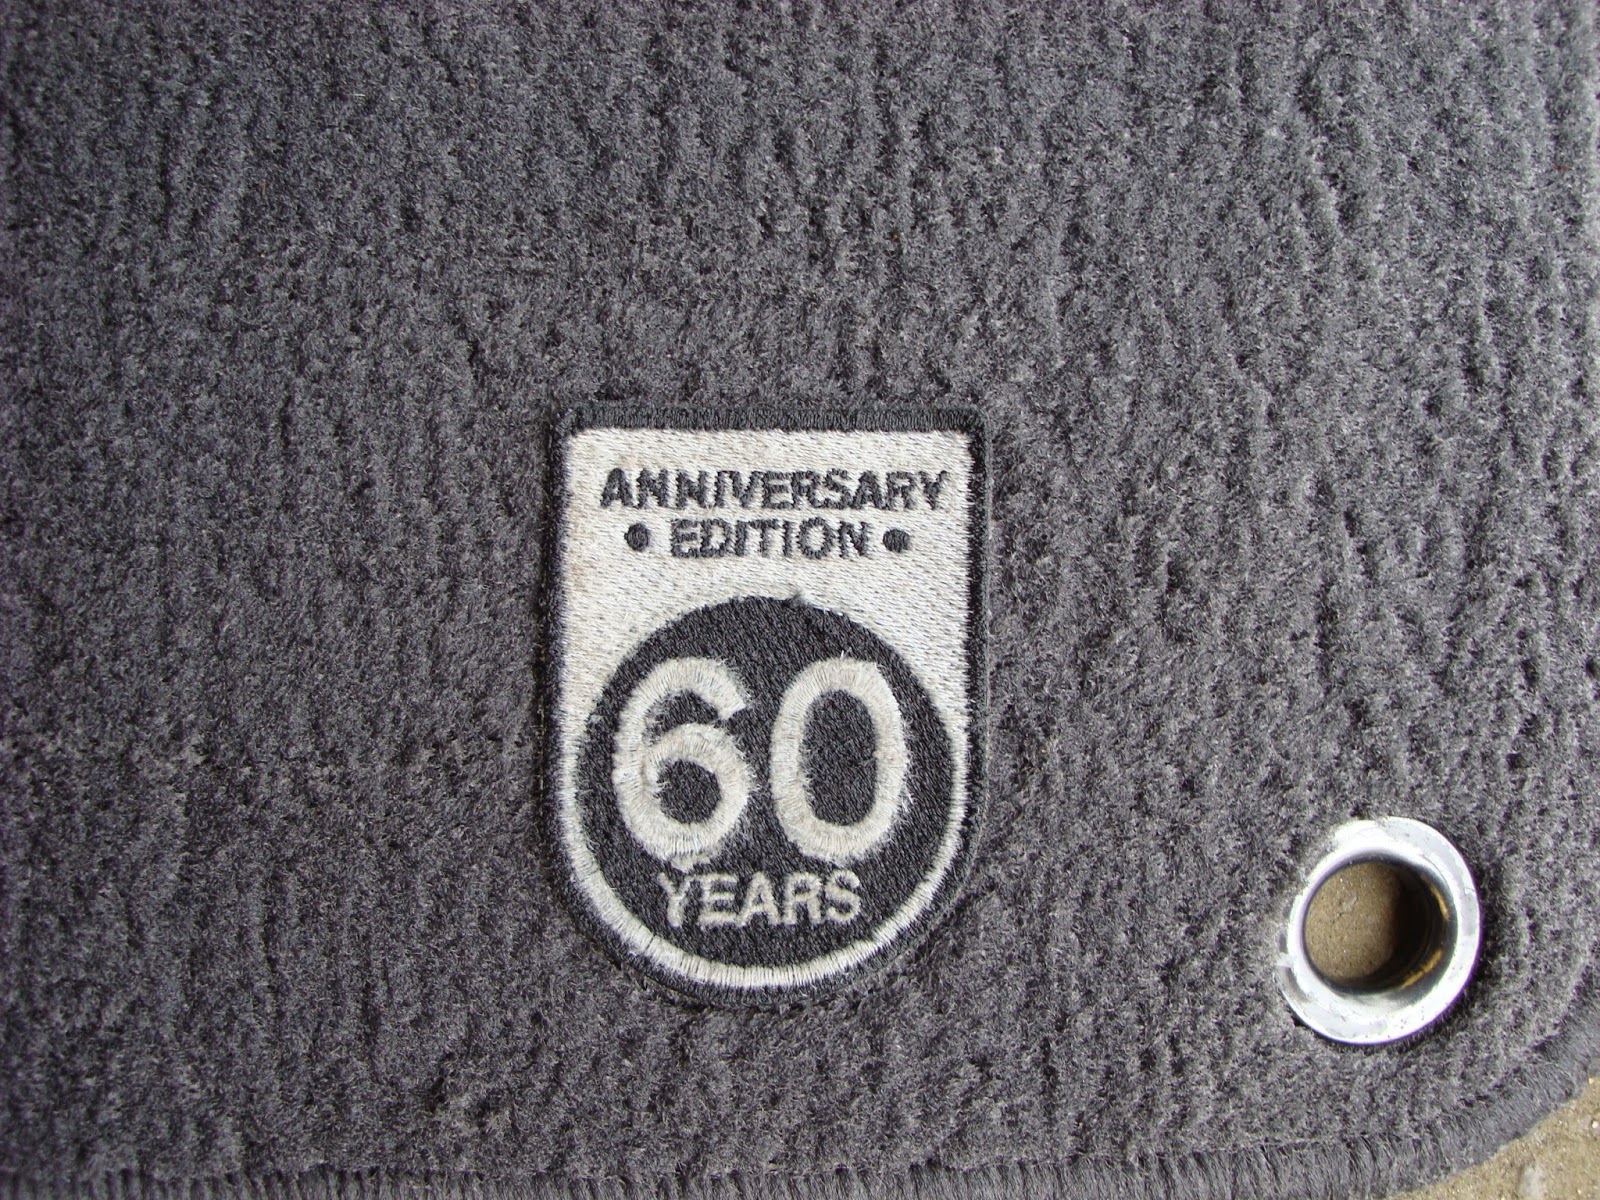 ANNIVERSARY
• EDITION •
60
YEARS